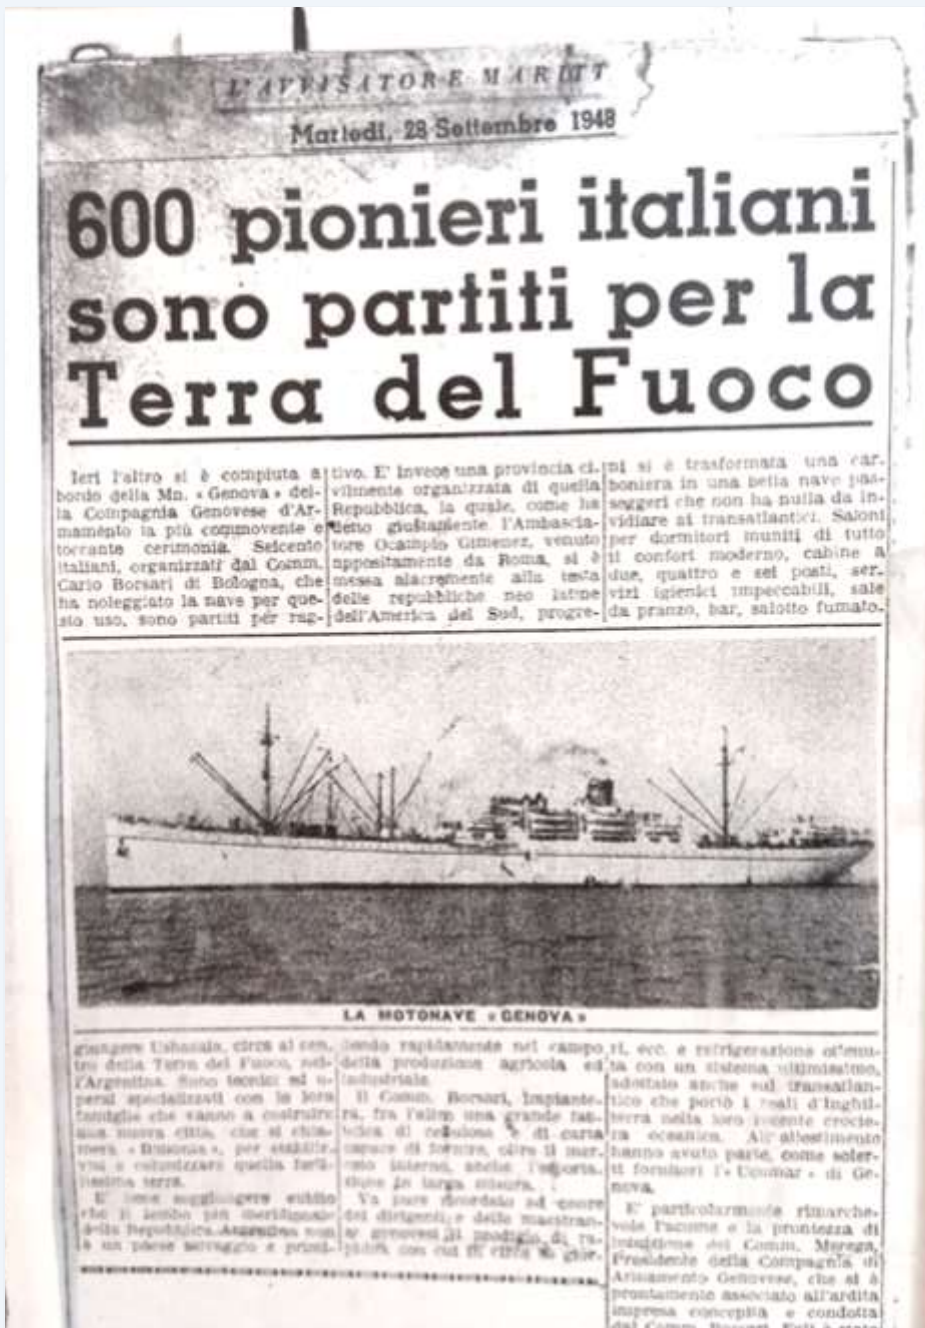 L'AVVISATORE MARITT
Martedì, 28 Settembre 1948
600 pionieri italiani
sono partiti per la
Terra del Fuoco
Ieri l'altro si è compiuta a
bordo della Mn. « Genova » del-
la Compagnia Genovese d'Ar-
mamento la più commovente e
toccante cerimonia. Seicento
italiani, organizzati dal Comm.
Carlo Borsari di Bologna, che
ha noleggiato la nave per que-
sto uso, sono partiti per rag-
giungere Ushuaia, circa al cen-
tro della Terra del Fuoco, nel-
l'Argentina. Sono tecnici ed o-
perai specializzati con le loro
famiglie che vanno a costruire
una nuova città, che si chia-
merà per stabilir-
visi e colonizzare quella
terra.
E' bene soggiungere subito
che il lembo più meridionale
della Repubblica Argentina non
è un paese selvaggio e primi-
tivo. E' invece una provincia ci-
vilmente organizzata di quella
Repubblica, la quale, come ha
detto giustamente l'Ambascia-
tore Ocampio Gimenez, venuto
appositamente da Roma, si è
messa alacremente alla testa
delle repubbliche neo latine
dell'America del Sud, progre-
dendo rapidamente nel campo
della produzione agricola ed
industriale.
Il Comm. Borsari, impiante-
rà, fra l'altro una grande fab-
brica di cellulosa e di carta
capace di fornire, oltre il mer-
cato interno, anche l'esporta-
zione in larga misura.
Va pure ricordato ad onore
dei dirigenti e delle maestran-
ze genovesi il prodigio di ra-
pidità con cui in circa gior-
ni si è trasformata una car-
boniera in una bella nave pas-
seggeri che non ha nulla da in-
vidiare ai transatlantici. Saloni
per dormitori muniti di tutto
il confort moderno, cabine a
due, quattro e sei posti, ser-
vizi igienici impeccabili, sale
da pranzo, bar, salotto fumato-
ri, ecc. e refrigerazione ottenu-
ta con un sistema ultimissimo,
adottato anche sul transatlan-
tico che portò i reali d'Inghil-
terra nella loro recente crocie-
ra oceanica. All'allestimento
hanno avuto parte, come soler-
ti fornitori l'« Ucomar » di Ge-
nova.
E' particolarmente rimarche-
vole l'acume e la prontezza di
intuizione del Comm. Marega,
Presidente della Compagnia di
Armamento Genovese, che si è
prontamente associato all'ardita
impresa concepita e condotta
dal Comm. Borsari.
LA MOTONAVE « GENOVA »